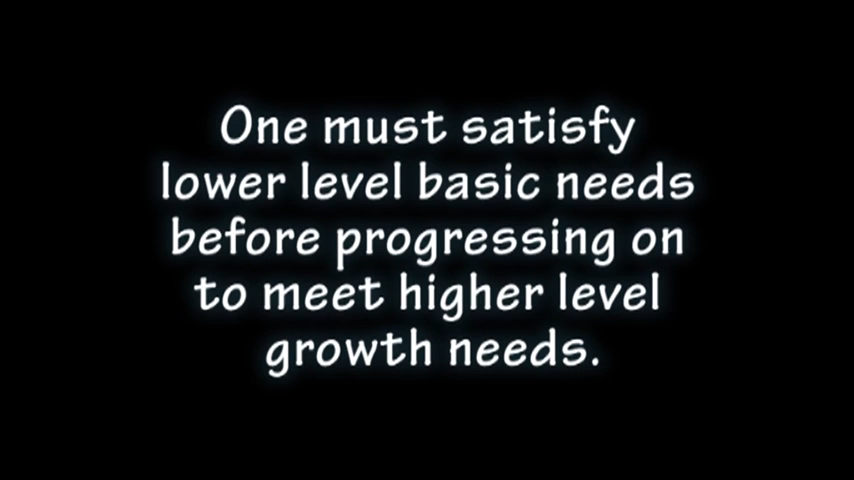 One must satisfy
lower level basic needs
before progressing on
to meet higher level
growth needs.